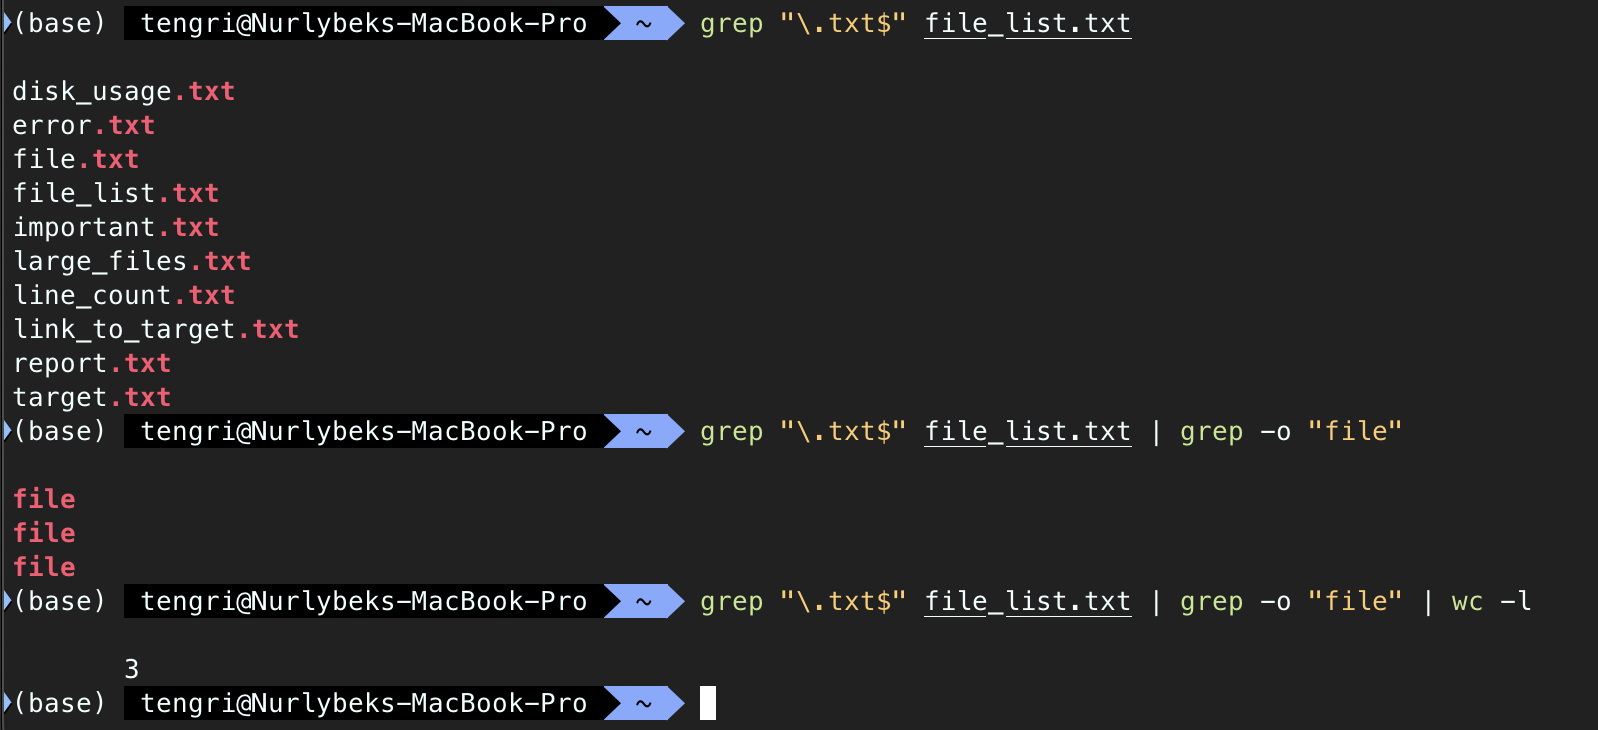 (base) tengri@Nurlybeks-MacBook-Pro ~ grep "\.txt$" file_list.txt
disk_usage.txt
error.txt
file.txt
file_list.txt
important.txt
large_files.txt
line_count.txt
link_to_target.txt
report.txt
target.txt
(base) tengri@Nurlybeks-MacBook-Pro ~ grep "\.txt$" file_list.txt | grep -o "file"
file
file
file
(base) tengri@Nurlybeks-MacBook-Pro ~ grep "\.txt$" file_list.txt | grep -o "file" | wc -l
3
(base) tengri@Nurlybeks-MacBook-Pro ~